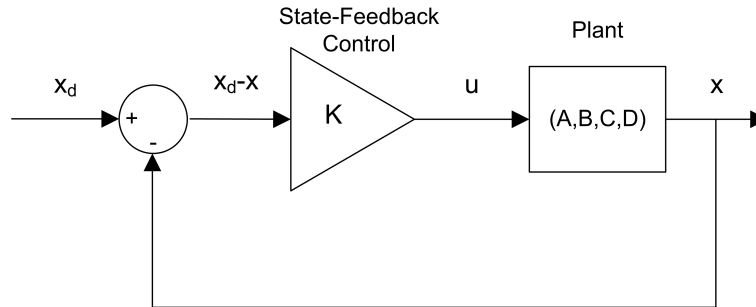 State-Feedback
Control
Plant
x_d
x_d-x
u
x
+
-
K
(A,B,C,D)